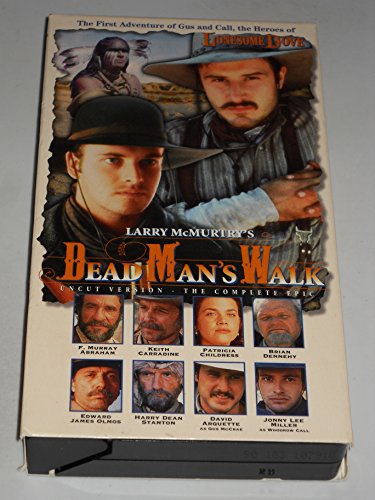 The First Adventure of Gus and Call, the Heroes of
LONESOME DOVE
LARRY McMURTRY'S
DEAD MAN'S WALK
UNCUT VERSION - THE COMPLETE EPIC
F. MURRAY
ABRAHAM
KEITH
CARRADINE
PATRICIA
CHILDRESS
BRIAN
DENNEHY
EDWARD
JAMES OLMOS
HARRY DEAN
STANTON
DAVID
ARQUETTE
AS GUS McCRAE
JONNY LEE
MILLER
AS WOODROW CALL